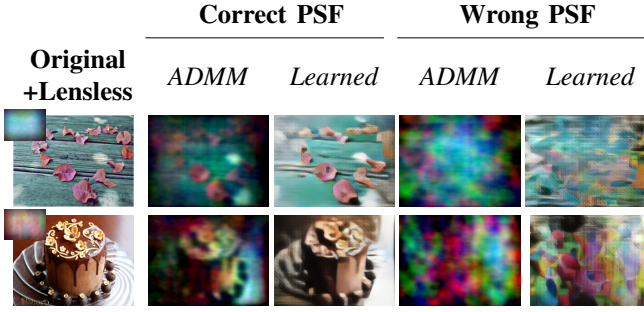 Correct PSF Wrong PSF
Original +Lensless
ADMM Learned ADMM Learned